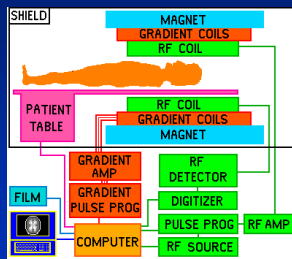 SHIELD
MAGNET
GRADIENT COILS
RF COIL
RF COIL
GRADIENT COILS
MAGNET
PATIENT
TABLE
GRADIENT
AMP
RF
DETECTOR
GRADIENT
PULSE PROG
DIGITIZER
FILM
PULSE PROG
RF AMP
COMPUTER
RF SOURCE